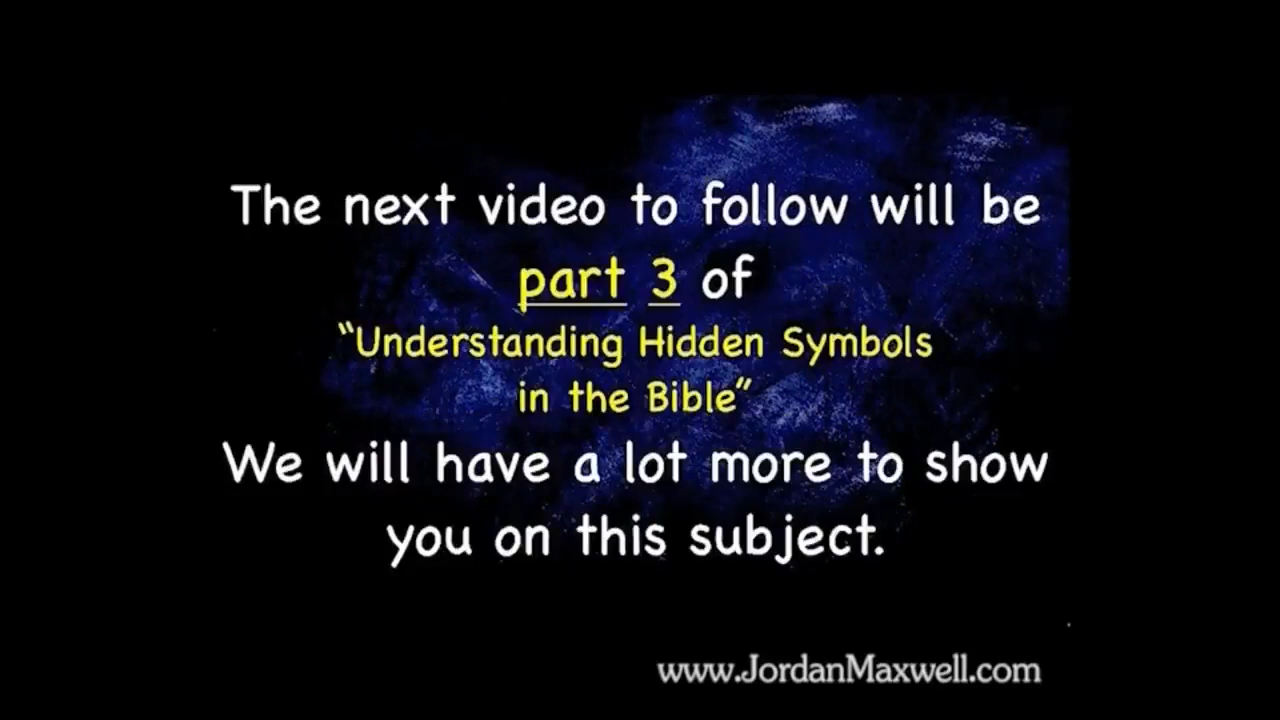 The next video to follow will be
part 3 of
“Understanding Hidden Symbols
in the Bible”
We will have a lot more to show
you on this subject.
www.JordanMaxwell.com